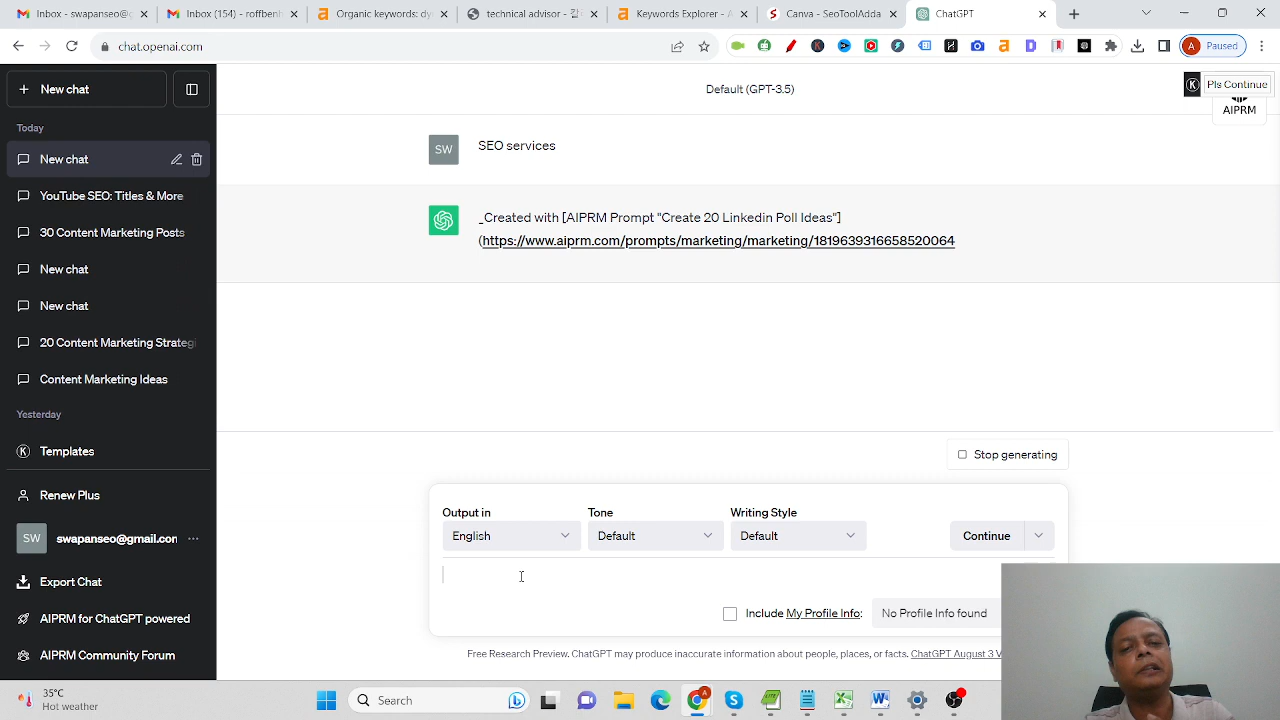 Inbox - swapanseo@g
Inbox (154) - roffbenh
Organic keywords: dy
technical advisor -
Keywords Explorer - A
Canva - SeoToolAdda
ChatGPT
chat.openai.com
A
Paused
New chat
Default (GPT-3.5)
Pls Continue
AIPRM
Today
New chat
YouTube SEO: Titles & More
30 Content Marketing Posts
New chat
New chat
20 Content Marketing Strateg
Content Marketing Ideas
Yesterday
Templates
Renew Plus
SW
swapanseo@gmail.com
Export Chat
AIPRM for ChatGPT powered
AIPRM Community Forum
SW
SEO services
_Created with [AIPRM Prompt "Create 20 Linkedin Poll Ideas"]
(https://www.aiprm.com/prompts/marketing/marketing/1819639316658520064
Stop generating
Output in
Tone
Writing Style
English
Default
Default
Continue
Include My Profile Info:
No Profile Info found
Free Research Preview. ChatGPT may produce inaccurate information about people, places, or facts. ChatGPT August 3 V
35°C
Hot weather
Search